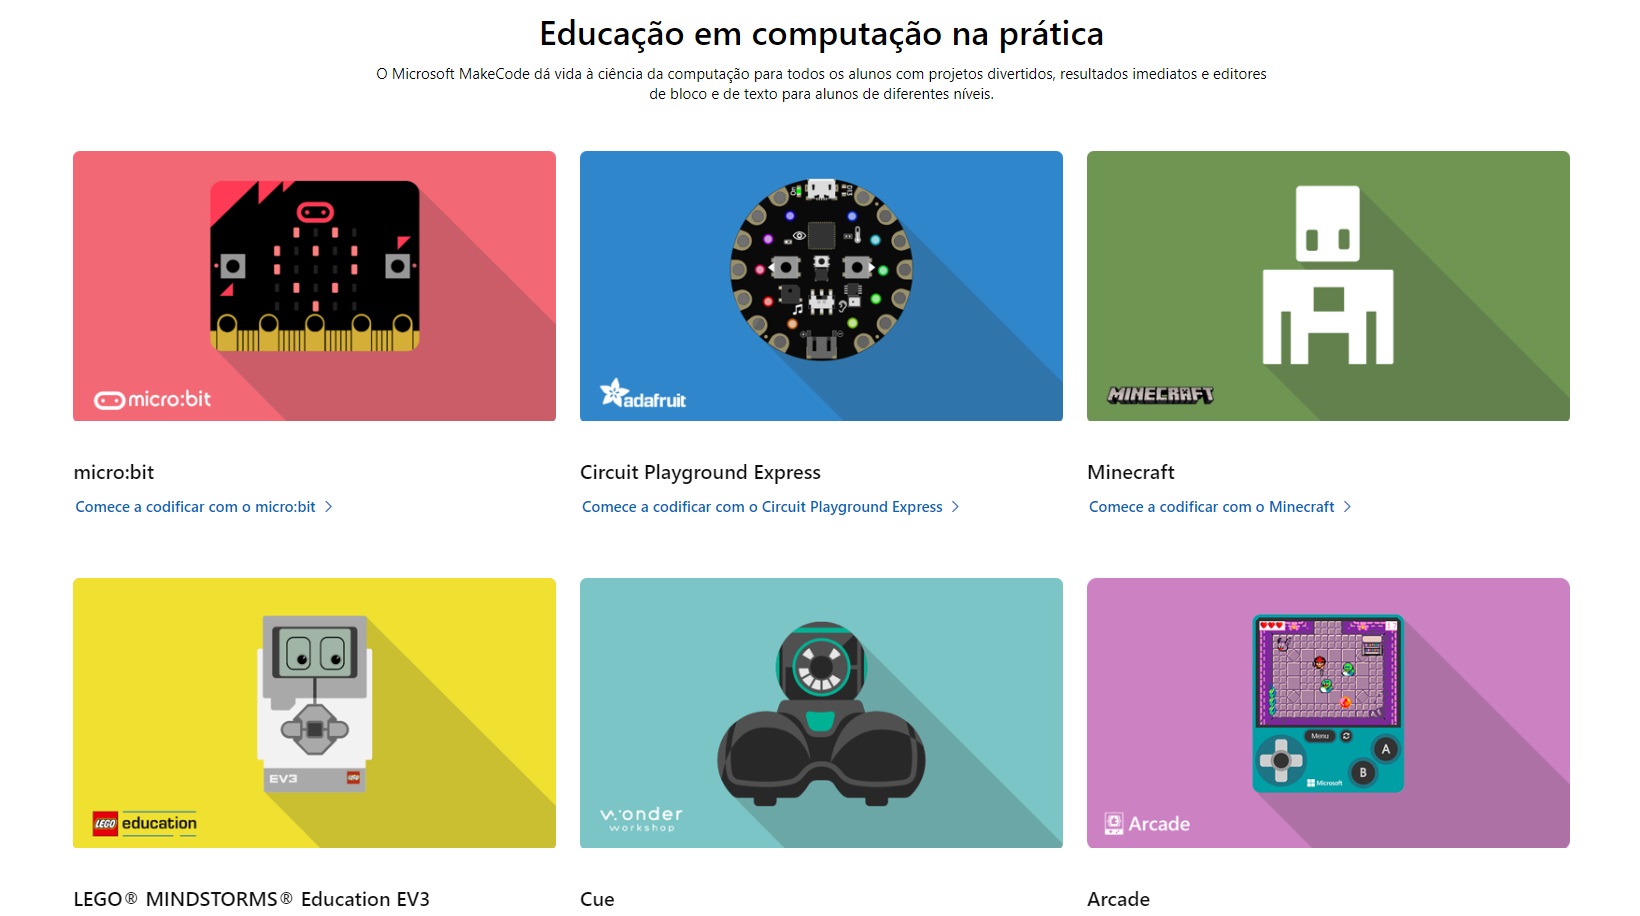 Educação em computação na prática
O Microsoft MakeCode dá vida à ciência da computação para todos os alunos com projetos divertidos, resultados imediatos e editores
de bloco e de texto para alunos de diferentes níveis.
micro:bit
adafruit
MINECRAFT
micro:bit
Circuit Playground Express
Minecraft
Comece a codificar com o micro:bit
Comece a codificar com o Circuit Playground Express
Comece a codificar com o Minecraft
EV3
LEGO education
wonder
workshop
Menu
A
B
Microsoft
Arcade
LEGO® MINDSTORMS® Education EV3
Cue
Arcade